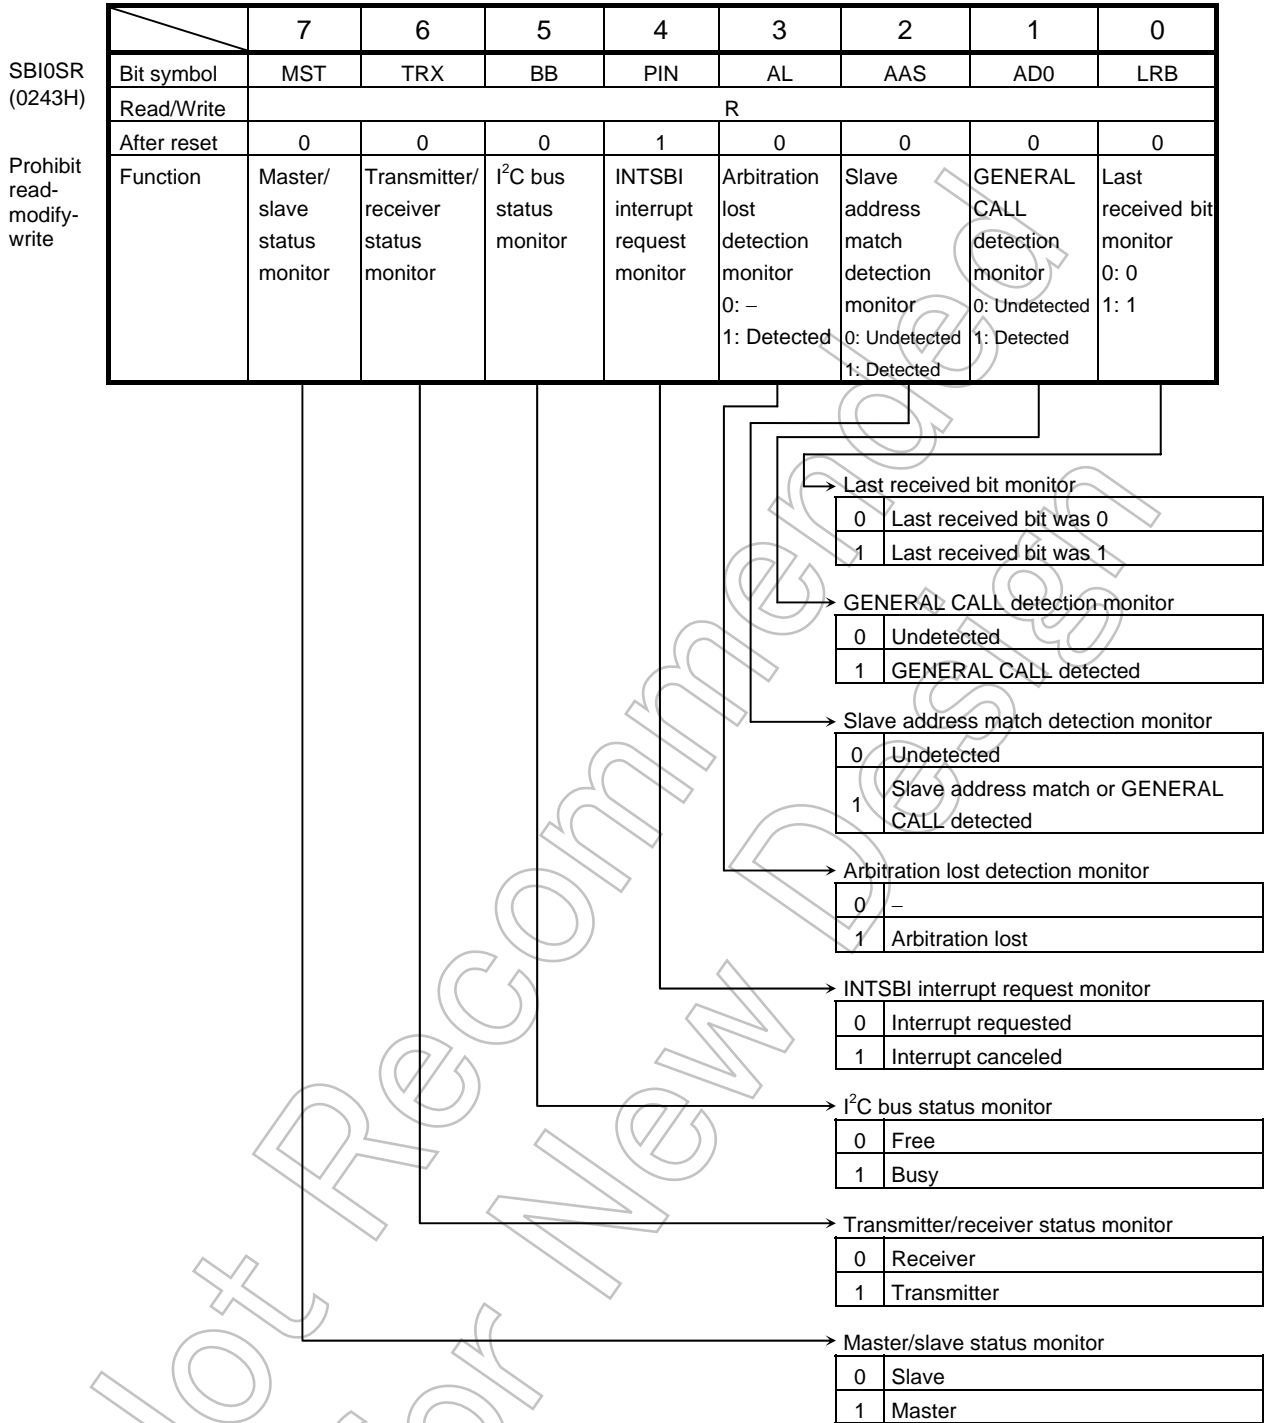 7 6 5 4 3 2 1 0
SBI0SR
(0243H)
Bit symbol MST TRX BB PIN AL AAS AD0 LRB
Read/Write R
After reset 0 0 0 1 0 0 0 0
Prohibit
read-
modify-
write
Function
Master/
slave
status
monitor
Transmitter/
receiver
status
monitor
I²C bus
status
monitor
INTSBI
interrupt
request
monitor
Arbitration
lost
detection
monitor
0: –
1: Detected
Slave
address
match
detection
monitor
0: Undetected
1: Detected
GENERAL
CALL
detection
monitor
0: Undetected
1: Detected
Last
received bit
monitor
0: 0
1: 1
Last received bit monitor
0 Last received bit was 0
1 Last received bit was 1
GENERAL CALL detection monitor
0 Undetected
1 GENERAL CALL detected
Slave address match detection monitor
0 Undetected
1 Slave address match or GENERAL
CALL detected
Arbitration lost detection monitor
0 –
1 Arbitration lost
INTSBI interrupt request monitor
0 Interrupt requested
1 Interrupt canceled
I²C bus status monitor
0 Free
1 Busy
Transmitter/receiver status monitor
0 Receiver
1 Transmitter
Master/slave status monitor
0 Slave
1 Master
Not Recommended
for New Design